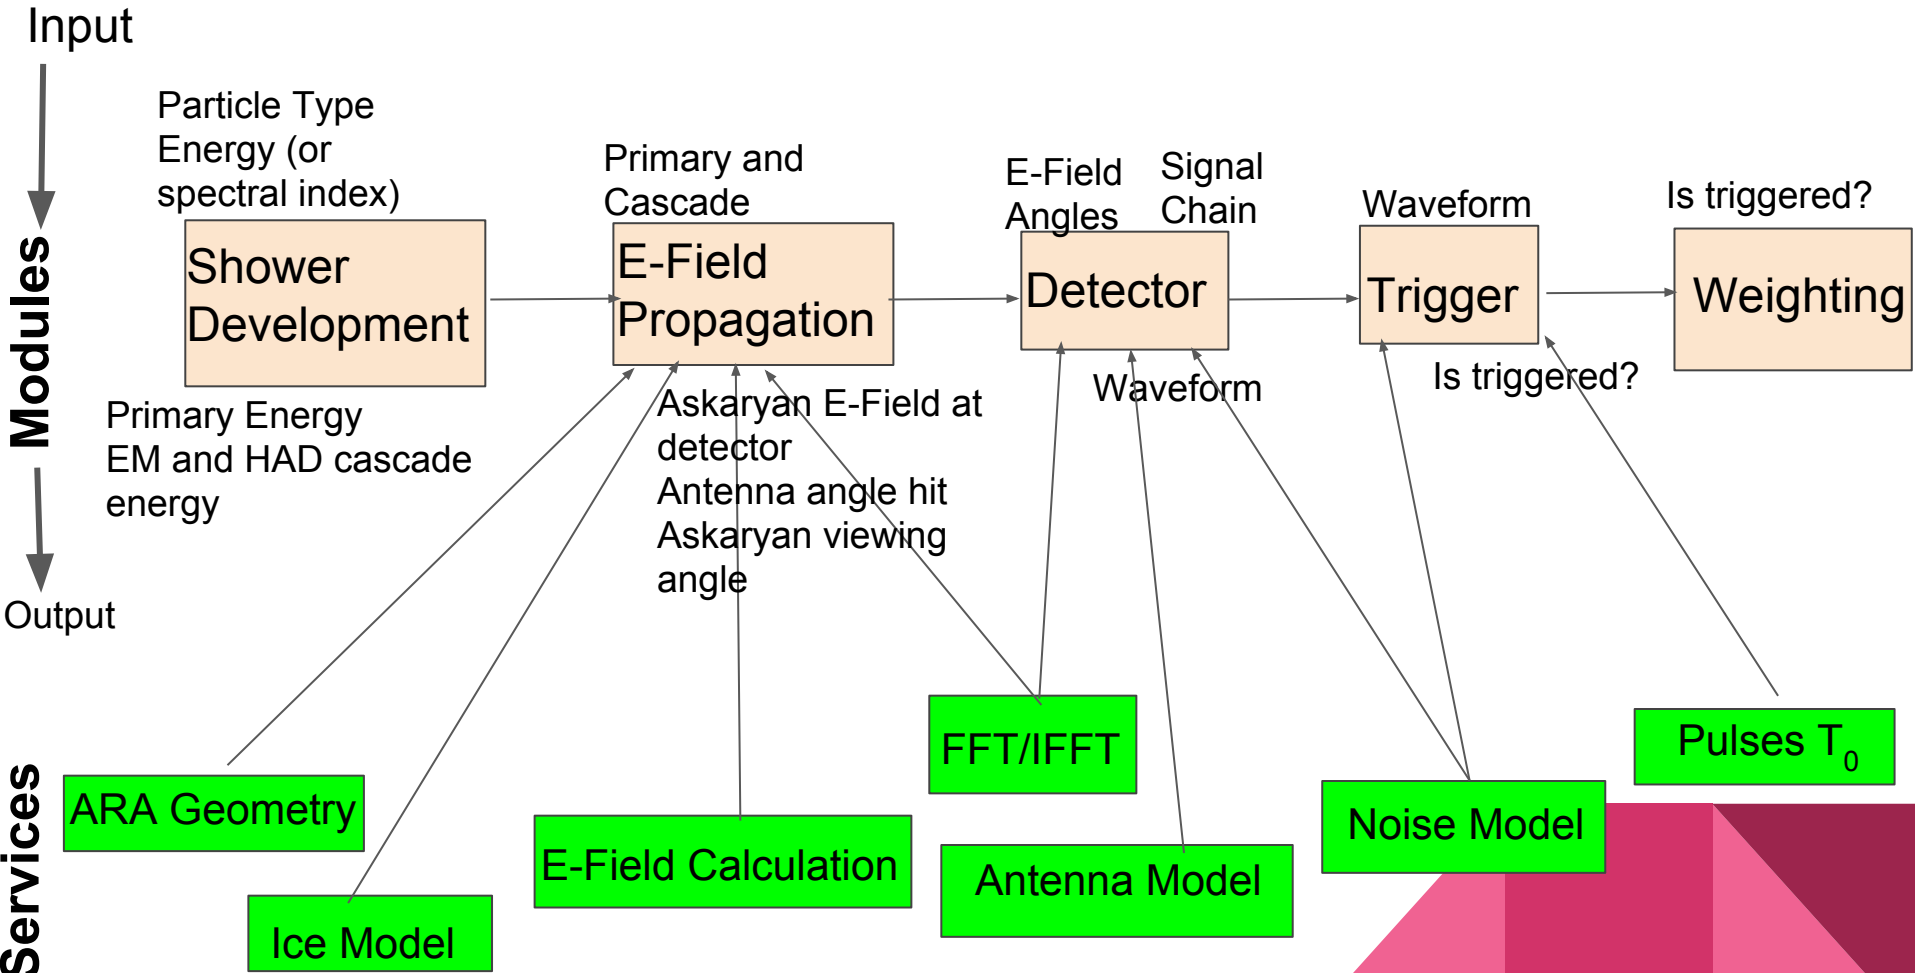 Input
Particle Type
Energy (or
spectral index)
Primary and
Cascade
E-Field
Angles
Signal
Chain
Waveform
Is triggered?
Modules
Shower
Development
E-Field
Propagation
Detector
Trigger
Weighting
Primary Energy
EM and HAD cascade
energy
Askaryan E-Field at
detector
Antenna angle hit
Askaryan viewing
angle
Waveform
Is triggered?
Output
Services
ARA Geometry
Ice Model
E-Field Calculation
FFT/IFFT
Antenna Model
Noise Model
Pulses T0